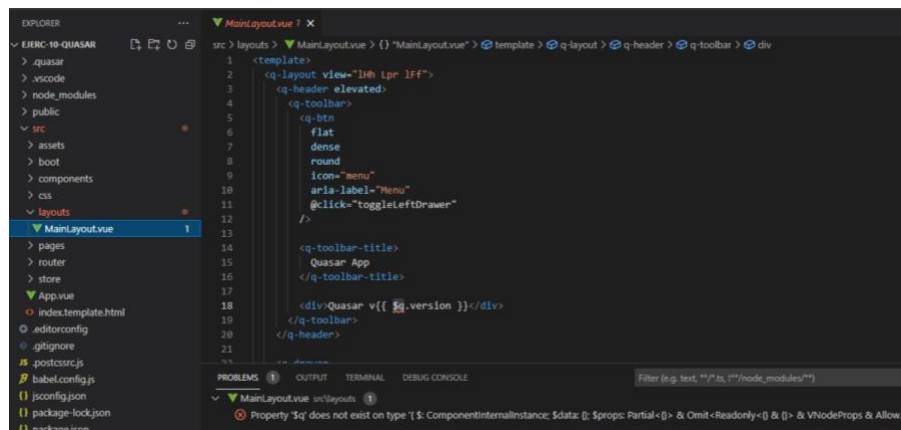 EXPLORER
EJERC-10-QUASAR
.quasar
.vscode
node_modules
public
src
assets
boot
components
css
layouts
MainLayout.vue 1
pages
router
store
App.vue
index.template.html
.editorconfig
.gitignore
JS .postcssrc.js
babel.config.js
{} jsconfig.json
{} package-lock.json
{} package.json
MainLayout.vue 1
src > layouts > MainLayout.vue > {} "MainLayout.vue" > template > q-layout > q-header > q-toolbar > div
1 <template>
2 <q-layout view="lHh Lpr lFf">
3 <q-header elevated>
4 <q-toolbar>
5 <q-btn
6 flat
7 dense
8 round
9 icon="menu"
10 aria-label="Menu"
11 @click="toggleLeftDrawer"
12 />
13
14 <q-toolbar-title>
15 Quasar App
16 </q-toolbar-title>
17
18 <div>Quasar v{{ $q.version }}</div>
19 </q-toolbar>
20 </q-header>
21
PROBLEMS 1 OUTPUT TERMINAL DEBUG CONSOLE Filter (e.g. text, **/*.ts, !**/node_modules/**)
MainLayout.vue src\layouts 1
Property '$q' does not exist on type '{ $: ComponentInternalInstance; $data: {}; $props: Partial<{}> & Omit<Readonly<{} & {}> & VNodeProps & Allow